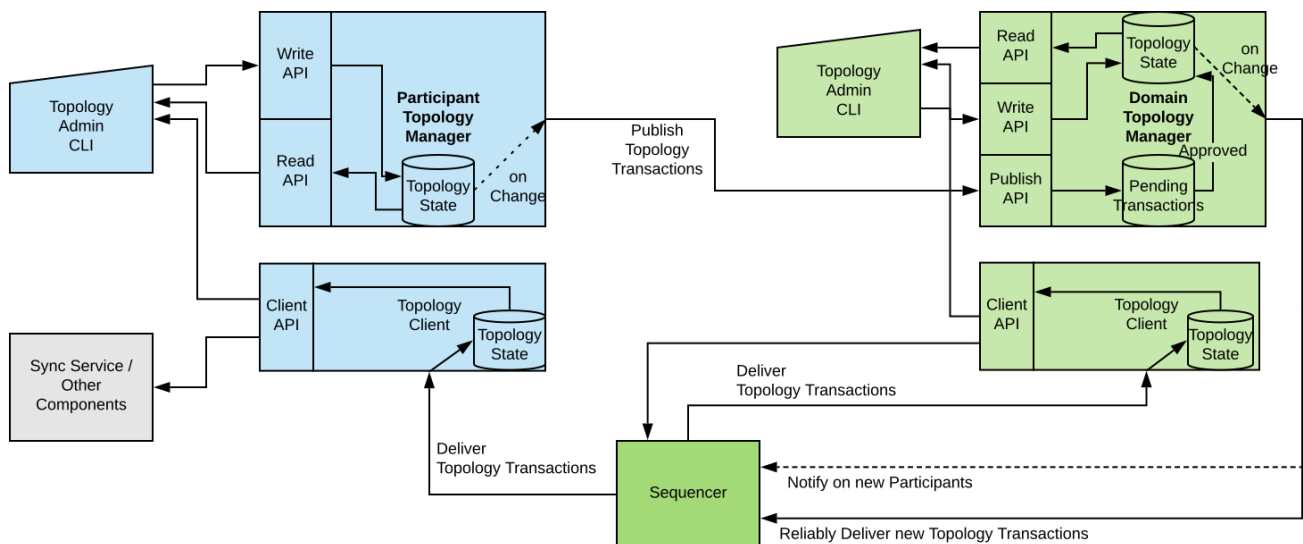 Topology
Admin
CLI
Write
API
Read
API
Participant
Topology
Manager
Topology
State
on
Change
Publish
Topology
Transactions
Topology
Admin
CLI
Read
API
Write
API
Publish
API
Topology
State
on
Change
Domain
Topology
Manager
Approved
Pending
Transactions
Client
API
Topology
Client
Topology
State
Sync Service /
Other
Components
Client
API
Topology
Client
Topology
State
Deliver
Topology Transactions
Deliver
Topology Transactions
Sequencer
Notify on new Participants
Reliably Deliver new Topology Transactions